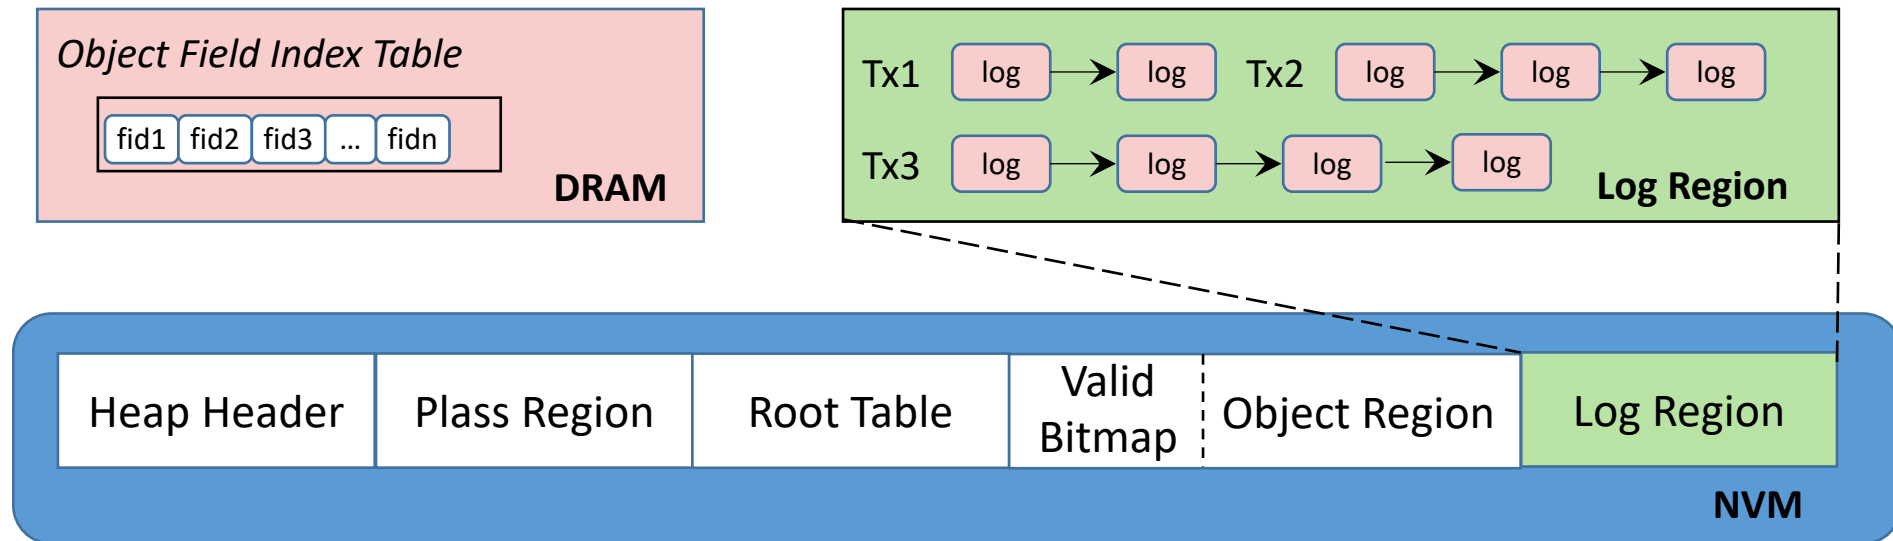 Object Field Index Table
fid1 fid2 fid3 ... fidn
DRAM
Tx1 log log Tx2 log log log
Tx3 log log log log
Log Region
Heap Header
Plass Region
Root Table
Valid
Bitmap
Object Region
Log Region
NVM